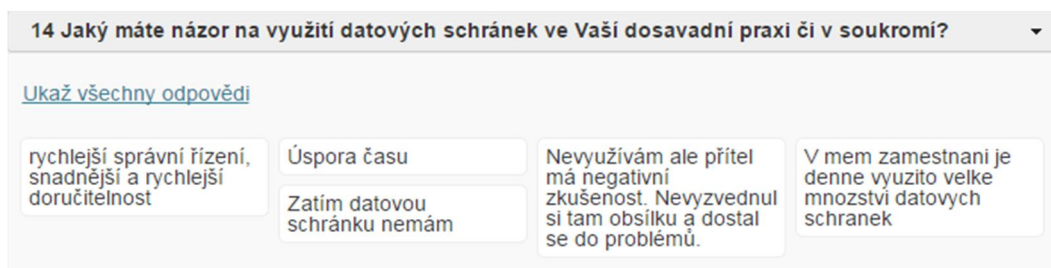 14 Jaký máte názor na využití datových schránek ve Vaší dosavadní praxi či v soukromí?
Ukaž všechny odpovědi
rychlejší správní řízení,
snadnější a rychlejší
doručitelnost
Úspora času
Zatím datovou
schránku nemám
Nevyužívám ale přítel
má negativní
zkušenost. Nevyzvednul
si tam obsílku a dostal
se do problémů.
V mem zamestnani je
denne vyuzito velke
mnozstvi datovych
schranek